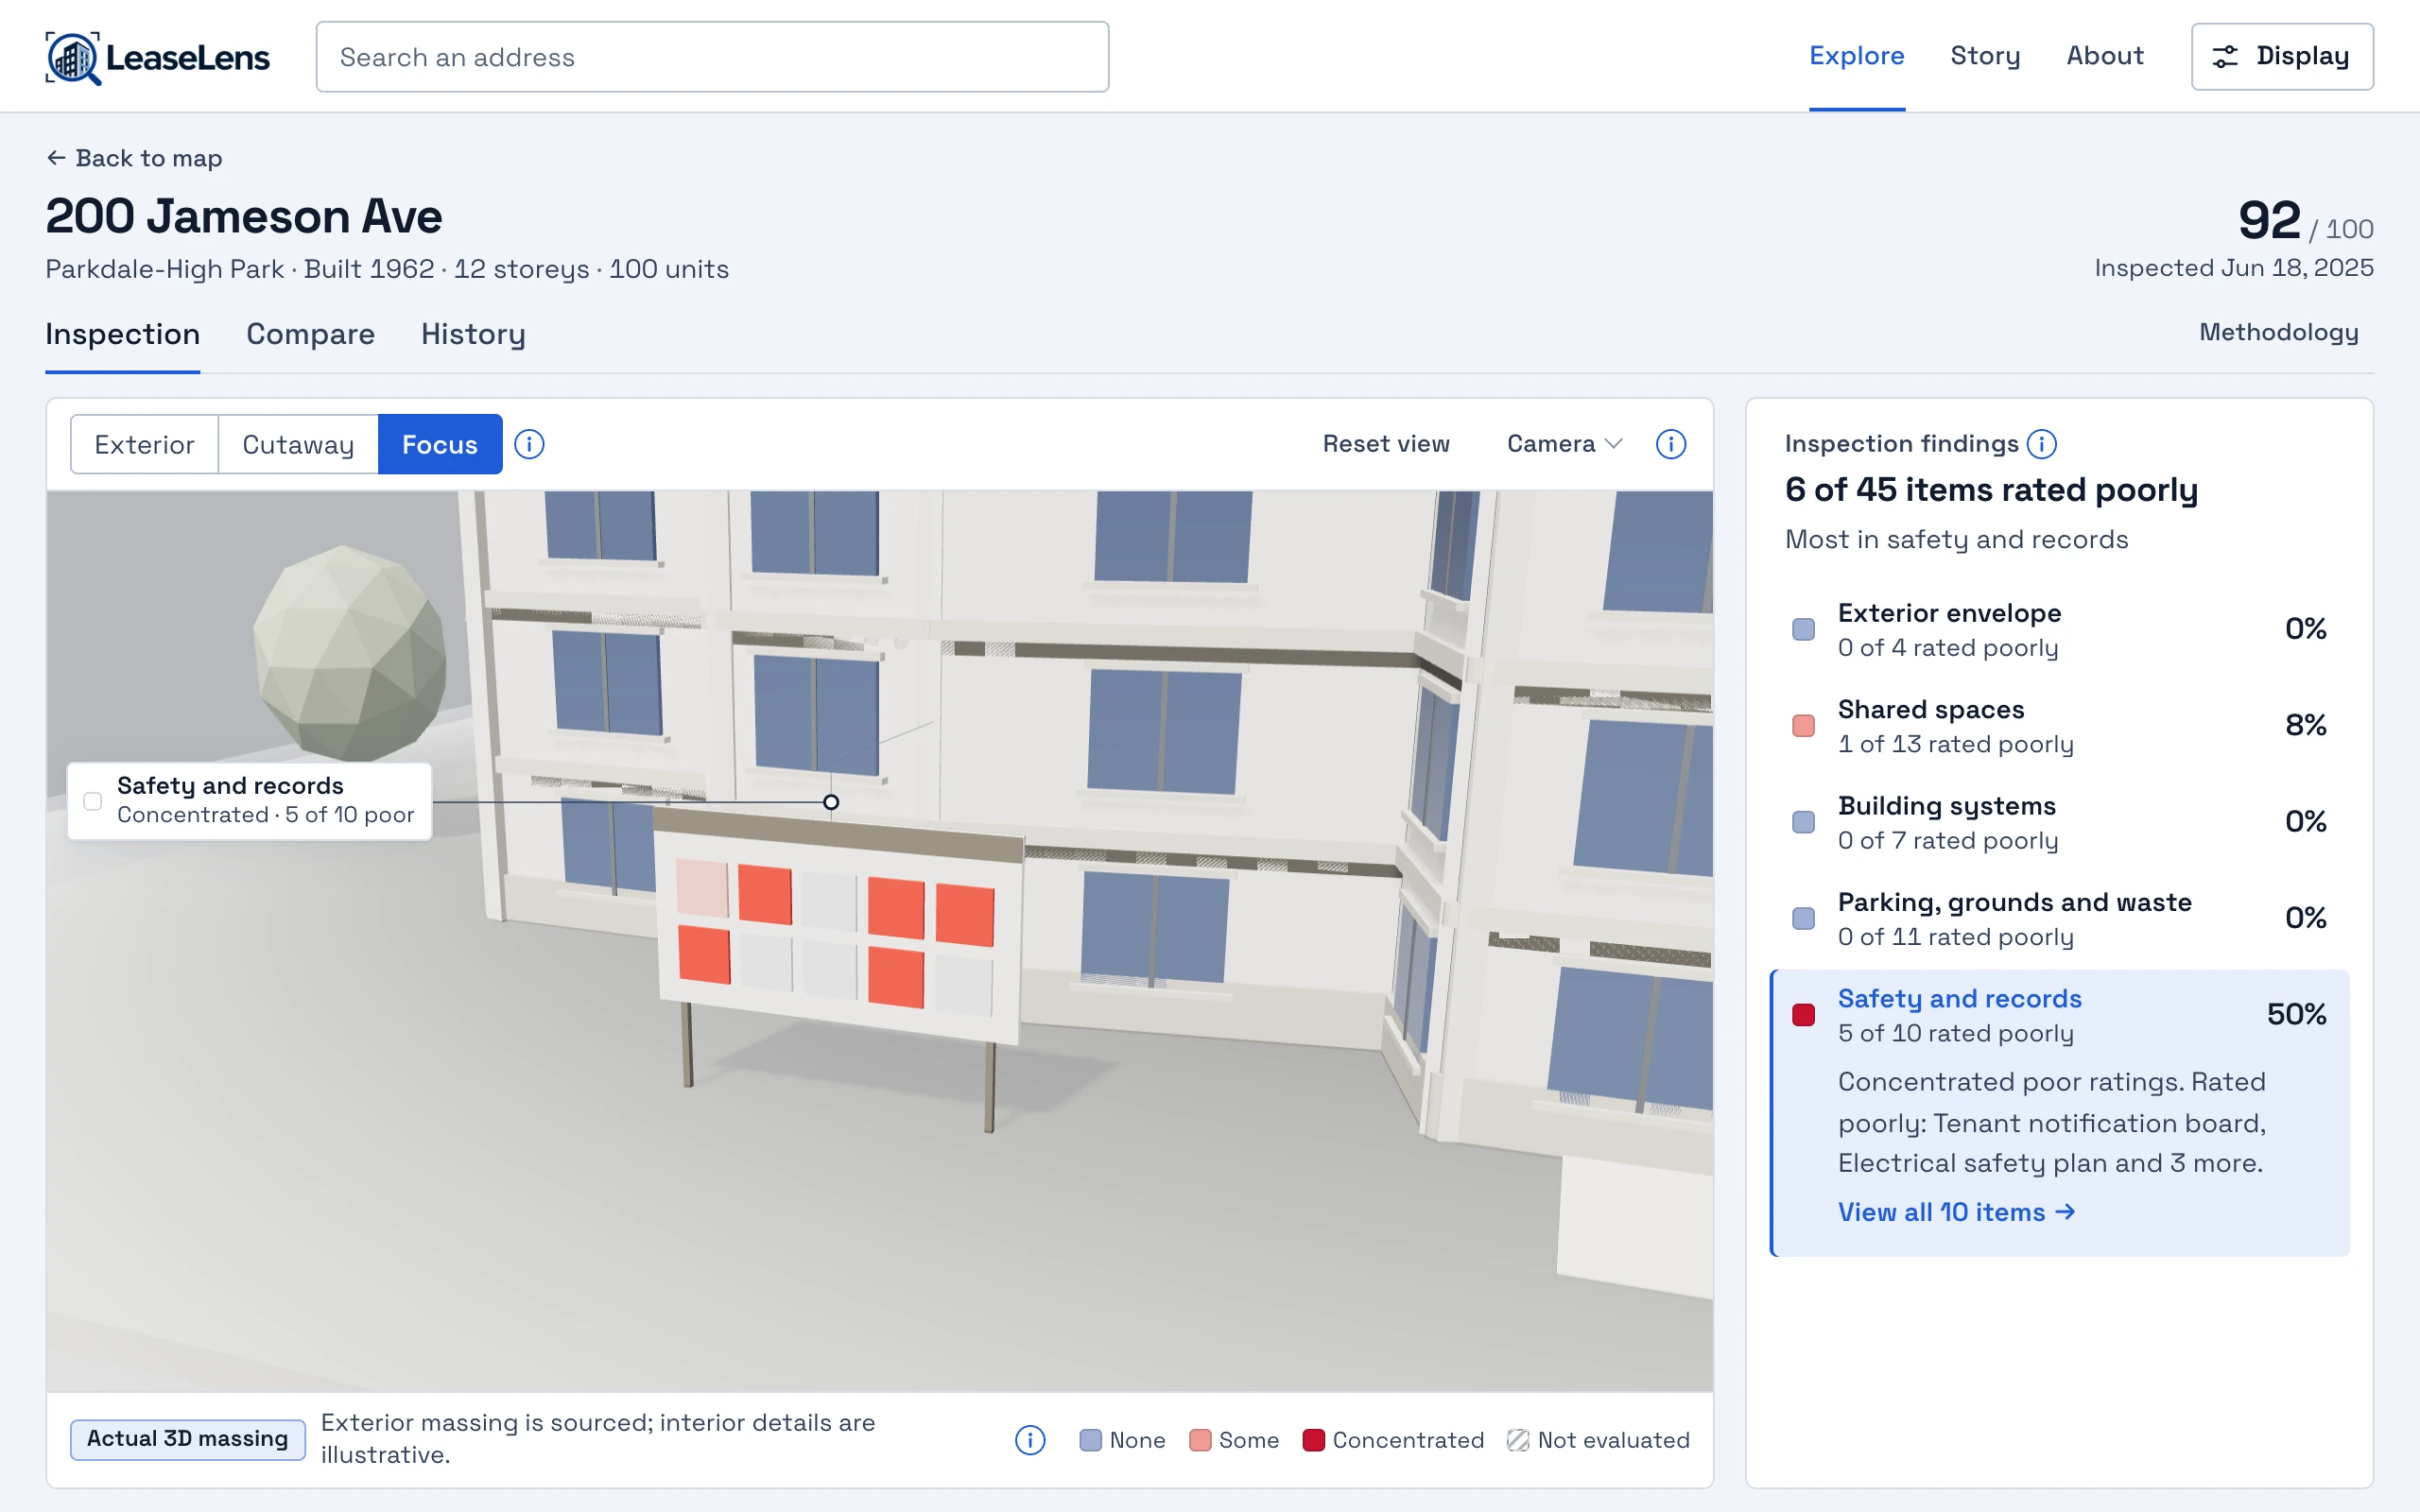 LeaseLens
Search an address
Explore
Story
About
Display
← Back to map
200 Jameson Ave
Parkdale-High Park · Built 1962 · 12 storeys · 100 units
92 / 100
Inspected Jun 18, 2025
Inspection
Compare
History
Methodology
Exterior
Cutaway
Focus
Reset view
Camera
Safety and records
Concentrated · 5 of 10 poor
Actual 3D massing
Exterior massing is sourced; interior details are
illustrative.
None
Some
Concentrated
Not evaluated
Inspection findings
6 of 45 items rated poorly
Most in safety and records
Exterior envelope
0 of 4 rated poorly
0%
Shared spaces
1 of 13 rated poorly
8%
Building systems
0 of 7 rated poorly
0%
Parking, grounds and waste
0 of 11 rated poorly
0%
Safety and records
5 of 10 rated poorly
50%
Concentrated poor ratings. Rated
poorly: Tenant notification board,
Electrical safety plan and 3 more.
View all 10 items →